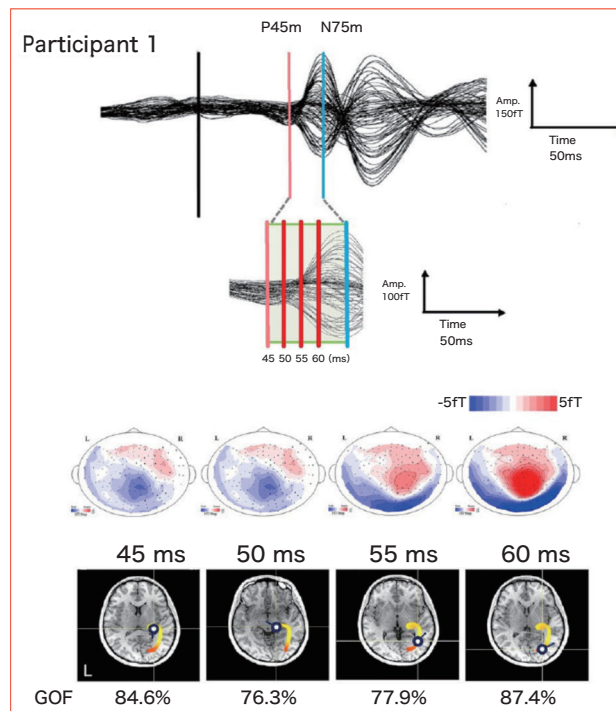 P45m N75m
Participant 1
Amp.
150fT
Time
50ms
Amp.
100fT
Time
50ms
45 50 55 60 (ms)
-5fT 5fT
L R L R L R L R
45 ms 50 ms 55 ms 60 ms
L
GOF 84.6% 76.3% 77.9% 87.4%